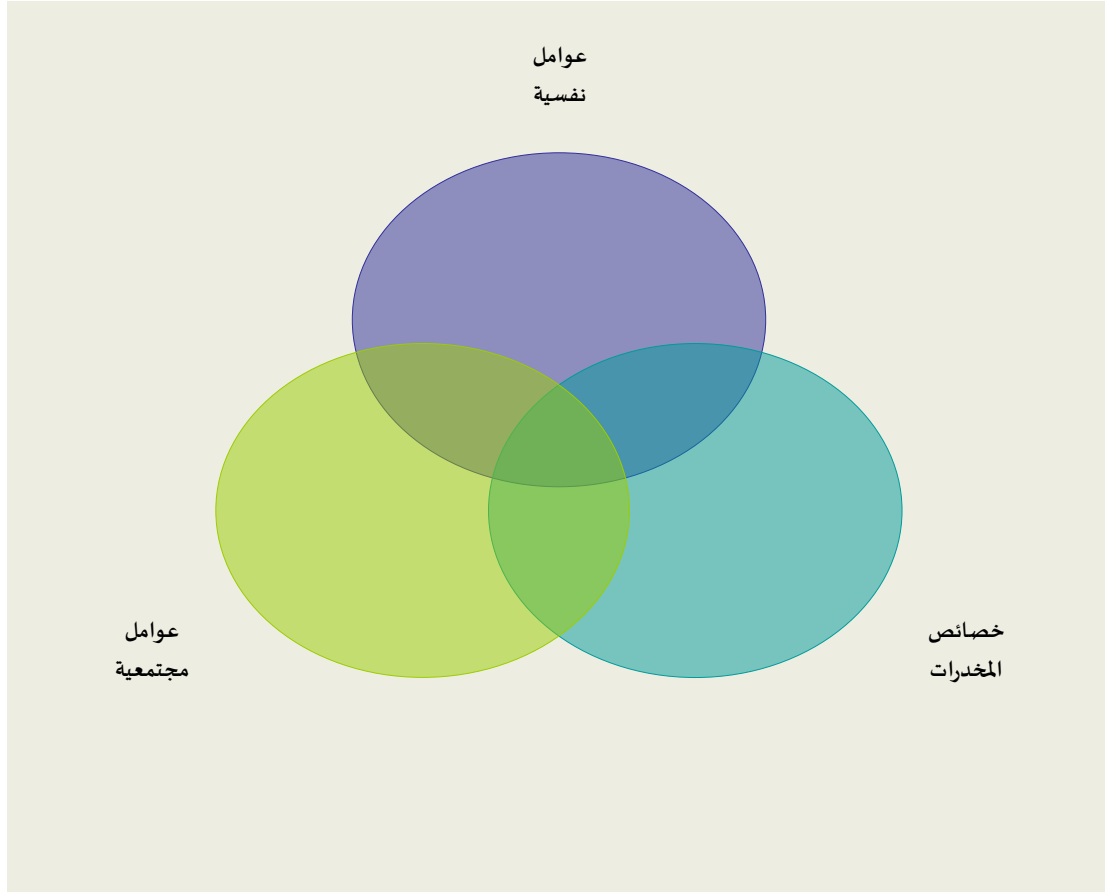 عوامل
نفسية
خصائص
المخدرات
عوامل
مجتمعية